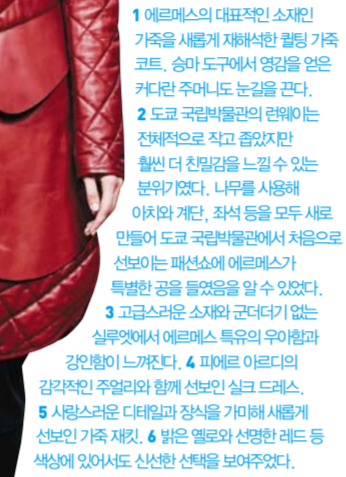 1 에르메스의 대표적인 소재인
가죽을 새롭게 재해석한 퀼팅 가죽
코트. 승마 도구에서 영감을 얻은
커다란 주머니도 눈길을 끈다.
2 도쿄 국립박물관의 런웨이는
전체적으로 작고 좁았지만
훨씬 더 친밀감을 느낄 수 있는
분위기였다. 나무를 사용해
아치와 계단, 좌석 등을 모두 새로
만들어 도쿄 국립박물관에서 처음으로
선보이는 패션쇼에 에르메스가
특별한 공을 들였음을 알 수 있었다.
3 고급스러운 소재와 군더더기 없는
실루엣에서 에르메스 특유의 우아함과
강인함이 느껴진다. 4 피에르 아르디의
감각적인 주얼리와 함께 선보인 실크 드레스.
5 사랑스러운 디테일과 장식을 가미해 새롭게
선보인 가죽 재킷. 6 밝은 옐로와 선명한 레드 등
색상에 있어서도 신선한 선택을 보여주었다.